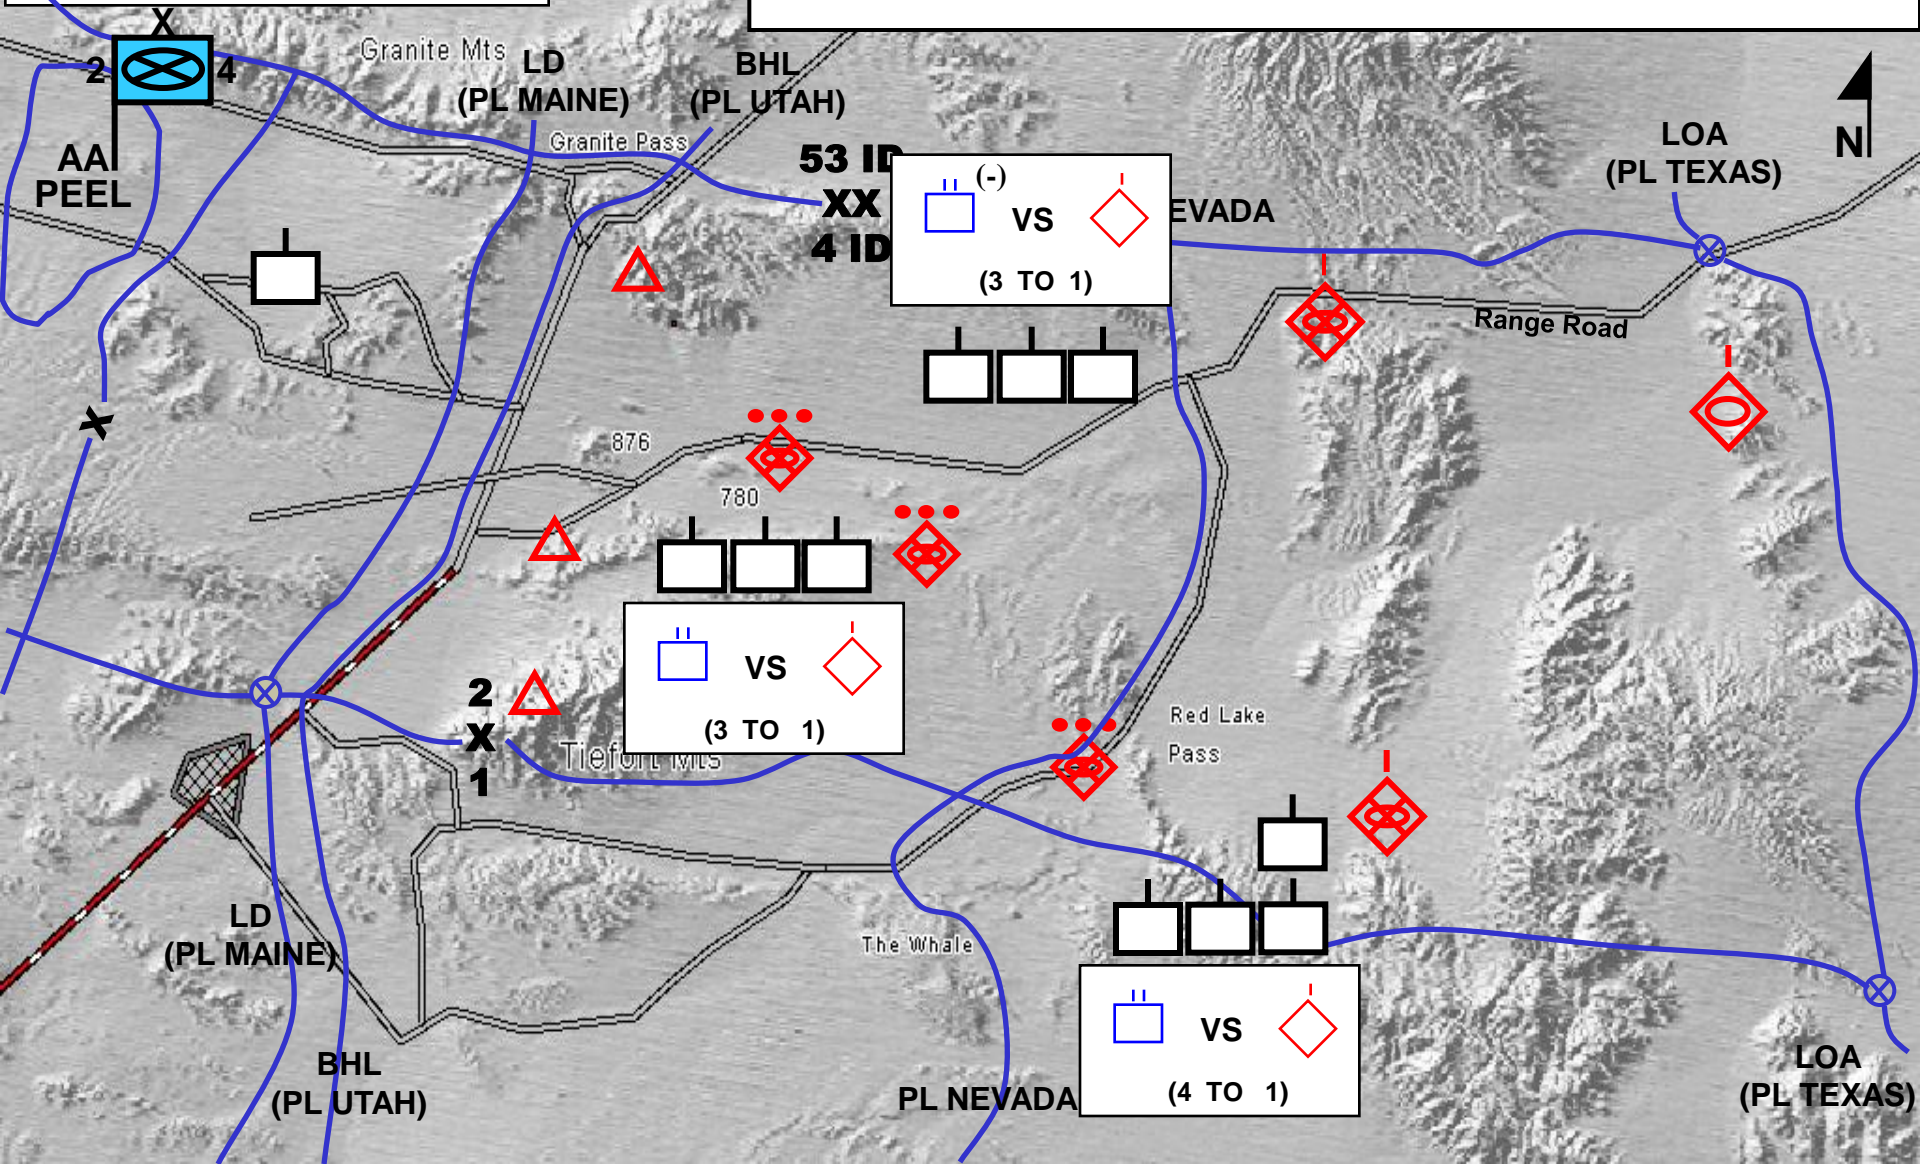 X
2 4
Granite Mts
LD
(PL MAINE)
BHL
(PL UTAH)
Granite Pass
AA
PEEL
53 ID
XX
4 ID
(-)
VS
(3 TO 1)
EVADA
LOA
(PL TEXAS)
N
Range Road
X
876
780
VS
(3 TO 1)
2
X
1
Tiefort Mts
Red Lake
Pass
The Whale
LD
(PL MAINE)
BHL
(PL UTAH)
PL NEVADA
VS
(4 TO 1)
LOA
(PL TEXAS)